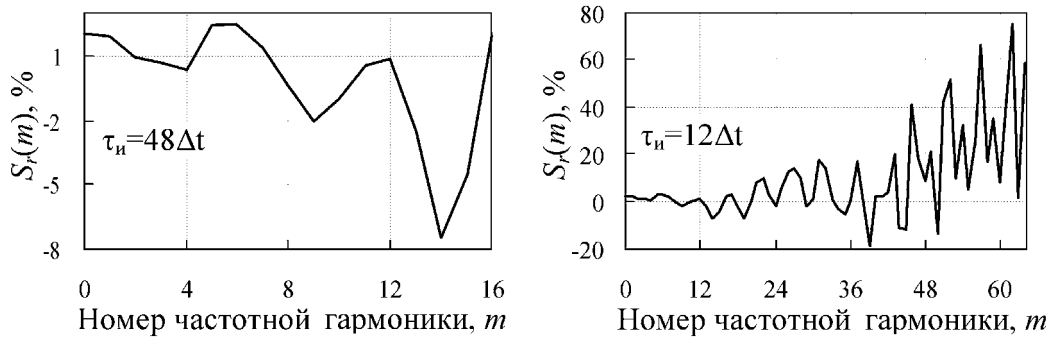 S_r(m), %
1
-2
-5
-8
τ_и=48Δt
0 4 8 12 16
Номер частотной гармоники, m
S_r(m), %
80
60
40
20
0
-20
τ_и=12Δt
0 12 24 36 48 60
Номер частотной гармоники, m